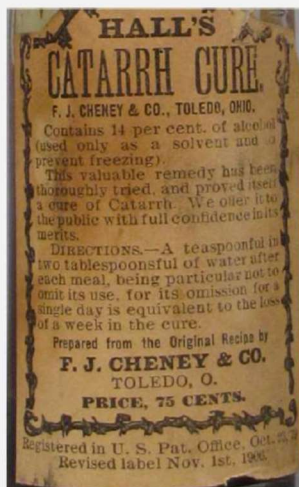 HALL'S
CATARRH CURE.
F. J. CHENEY & CO., TOLEDO, OHIO.
Contains 14 per cent. of alcohol
(used only as a solvent and to
prevent freezing).
This valuable remedy has been
thoroughly tried, and proved itself
a cure of Catarrh. We offer it to
the public with full confidence in its
merits.
DIRECTIONS.—A teaspoonful in
two tablespoonsful of water after
each meal, being particular not to
omit its use, for its omission for a
single day is equivalent to the loss
of a week in the cure.
Prepared from the Original Recipe by
F. J. CHENEY & CO.
TOLEDO, O.
PRICE, 75 CENTS.
Registered in U. S. Pat. Office, Oct.
Revised label Nov. 1st, 1906.